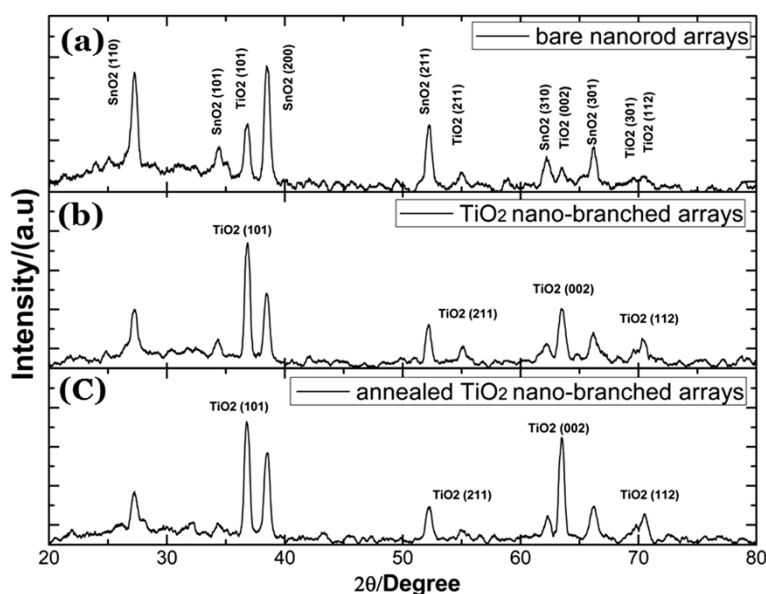 (a)
bare nanorod arrays
SnO2 (110)
SnO2 (101)
TiO2 (101)
SnO2 (200)
SnO2 (211)
TiO2 (211)
SnO2 (310)
TiO2 (002)
SnO2 (301)
TiO2 (301)
TiO2 (112)
(b)
TiO2 nano-branched arrays
TiO2 (101)
TiO2 (211)
TiO2 (002)
TiO2 (112)
(C)
annealed TiO2 nano-branched arrays
TiO2 (101)
TiO2 (211)
TiO2 (002)
TiO2 (112)
Intensity/(a.u)
20 30 40 50 60 70 80
2θ/Degree